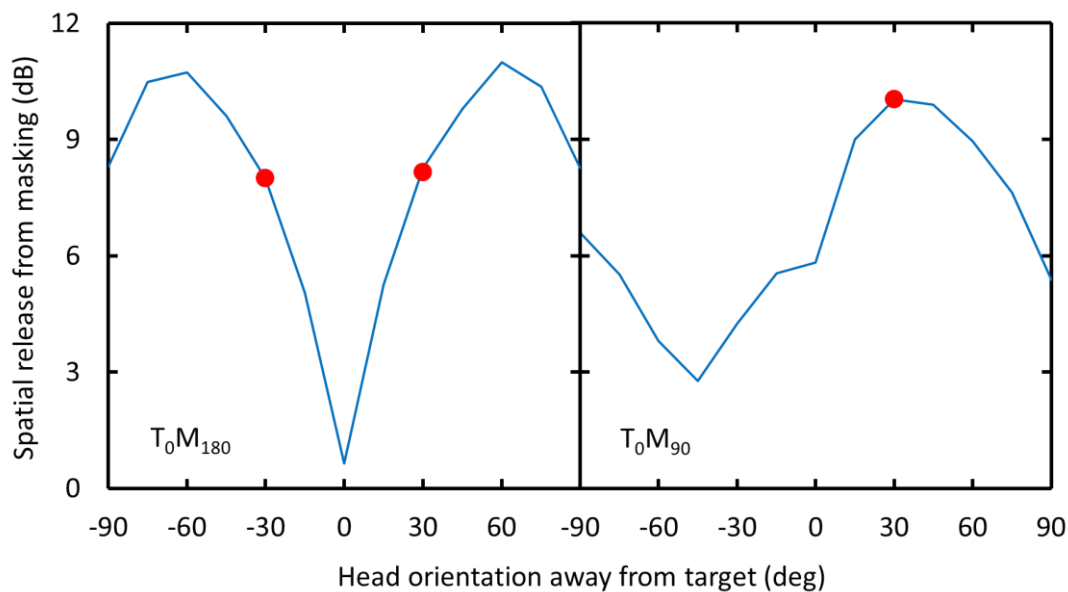 Spatial release from masking (dB)
12
9
6
3
0
T₀M₁₈₀
T₀M₉₀
-90 -60 -30 0 30 60 -90 -60 -30 0 30 60 90
Head orientation away from target (deg)